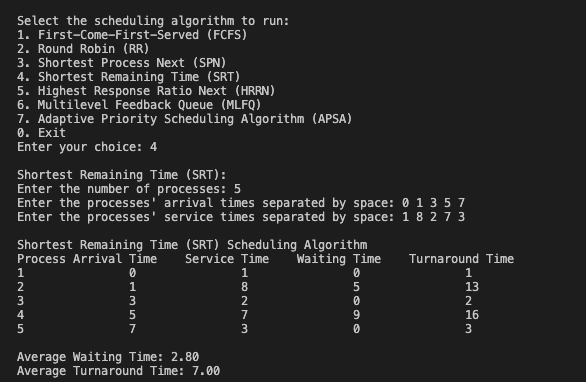 Select the scheduling algorithm to run:
1. First-Come-First-Served (FCFS)
2. Round Robin (RR)
3. Shortest Process Next (SPN)
4. Shortest Remaining Time (SRT)
5. Highest Response Ratio Next (HRRN)
6. Multilevel Feedback Queue (MLFQ)
7. Adaptive Priority Scheduling Algorithm (APSA)
0. Exit
Enter your choice: 4
Shortest Remaining Time (SRT):
Enter the number of processes: 5
Enter the processes' arrival times separated by space: 0 1 3 5 7
Enter the processes' service times separated by space: 1 8 2 7 3
Shortest Remaining Time (SRT) Scheduling Algorithm
Process Arrival Time    Service Time    Waiting Time    Turnaround Time
1               0               1               0               1
2               1               8               5               13
3               3               2               0               2
4               5               7               9               16
5               7               3               0               3
Average Waiting Time: 2.80
Average Turnaround Time: 7.00